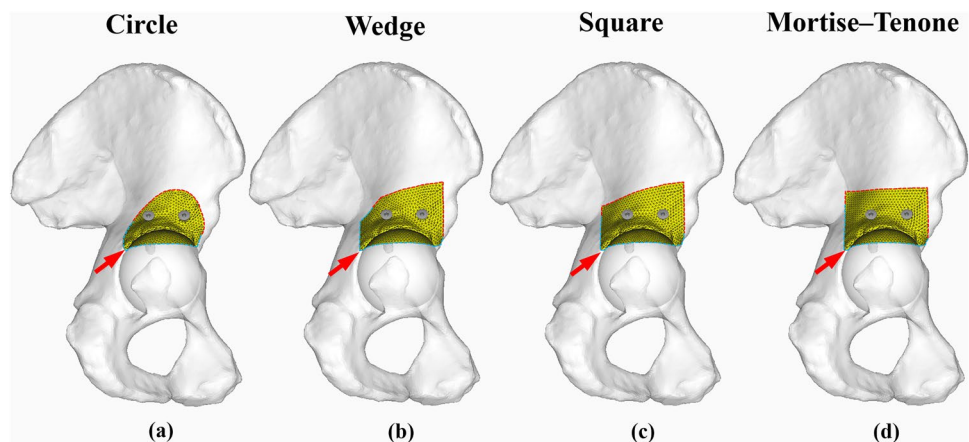 Circle
Wedge
Square
Mortise–Tenone
(a)
(b)
(c)
(d)